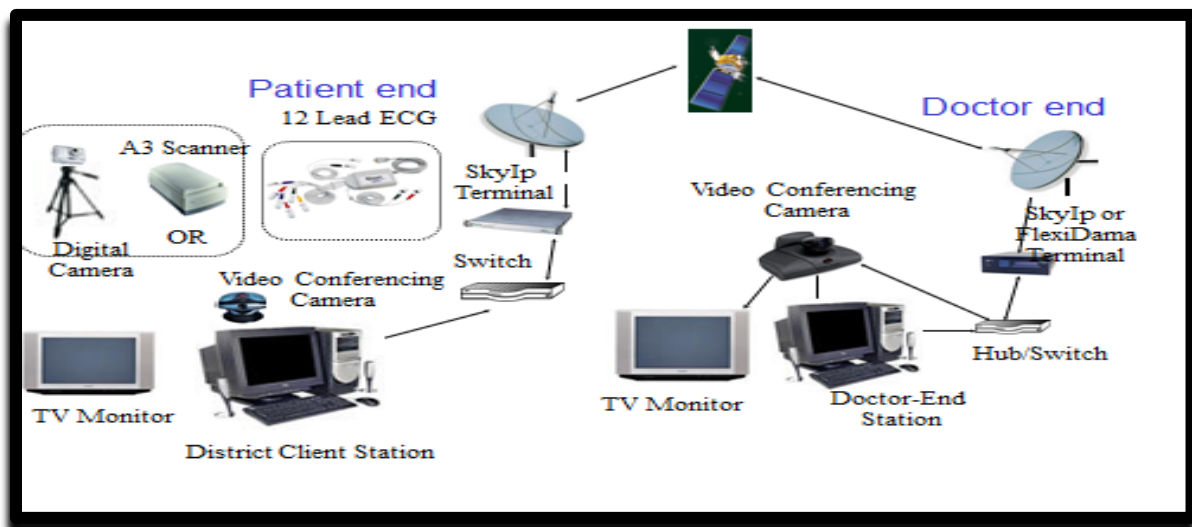 Patient end
12 Lead ECG
A3 Scanner
OR
Digital
Camera
SkyIp
Terminal
Switch
Video Conferencing
Camera
TV Monitor
District Client Station
Doctor end
Video Conferencing
Camera
SkyIp or
FlexiDama
Terminal
Hub/Switch
TV Monitor
Doctor-End
Station